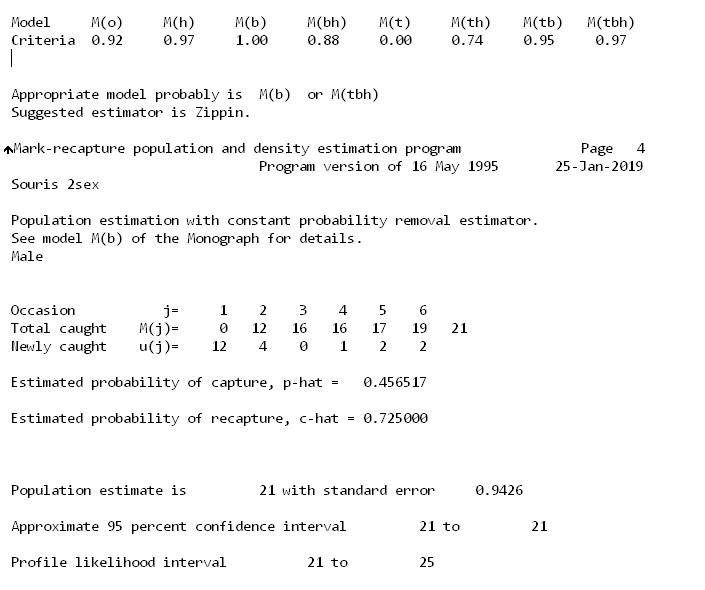 Model M(o) M(h) M(b) M(bh) M(t) M(th) M(tb) M(tbh)
Criteria 0.92 0.97 1.00 0.88 0.00 0.74 0.95 0.97
Appropriate model probably is M(b) or M(tbh)
Suggested estimator is Zippin.
↑Mark-recapture population and density estimation program Page 4
Program version of 16 May 1995 25-Jan-2019
Souris 2sex
Population estimation with constant probability removal estimator.
See model M(b) of the Monograph for details.
Male
Occasion j= 1 2 3 4 5 6
Total caught M(j)= 0 12 16 16 17 19 21
Newly caught u(j)= 12 4 0 1 2 2
Estimated probability of capture, p-hat = 0.456517
Estimated probability of recapture, c-hat = 0.725000
Population estimate is 21 with standard error 0.9426
Approximate 95 percent confidence interval 21 to 21
Profile likelihood interval 21 to 25